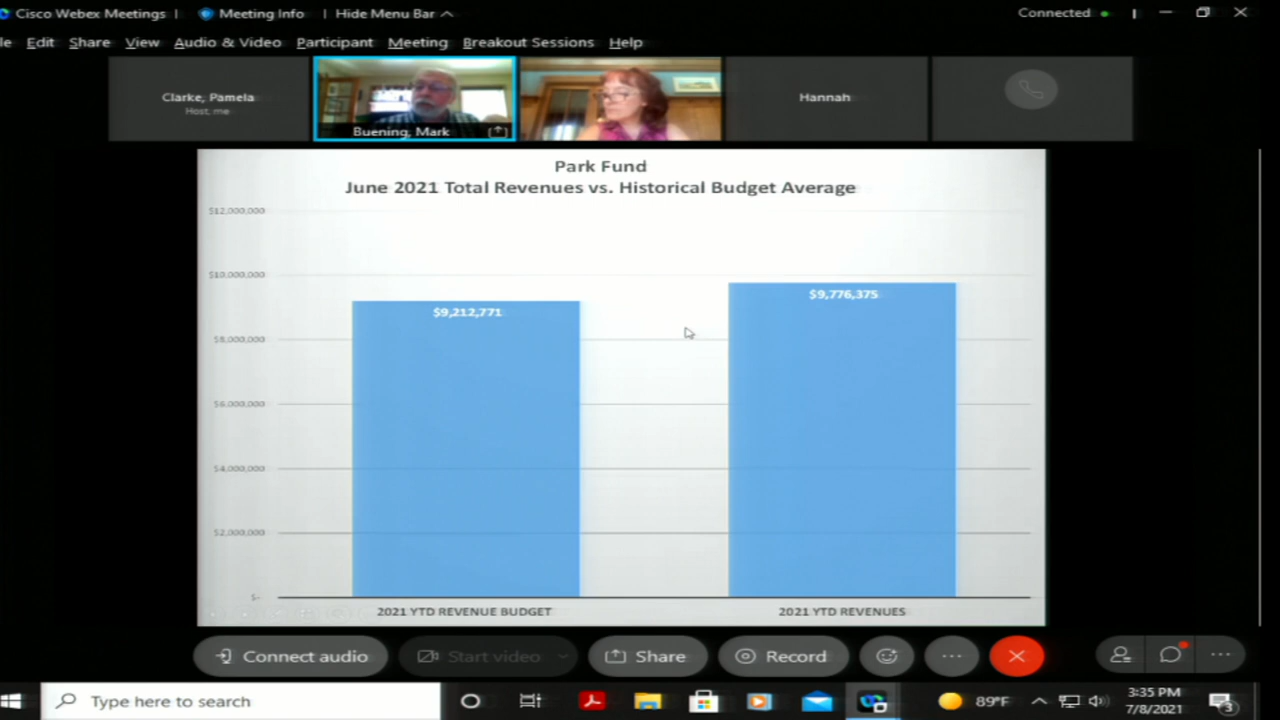 Cisco Webex Meetings | Meeting Info | Hide Menu Bar Connected
le Edit Share View Audio & Video Participant Meeting Breakout Sessions Help
Clarke, Pamela
Host, me
Buening, Mark
Hannah
Park Fund
June 2021 Total Revenues vs. Historical Budget Average
$12,000,000
$10,000,000
$9,776,375
$9,212,771
$8,000,000
$6,000,000
$4,000,000
$2,000,000
$-
2021 YTD REVENUE BUDGET 2021 YTD REVENUES
Connect audio Start video Share Record
Type here to search 89°F 3:35 PM
7/8/2021 3